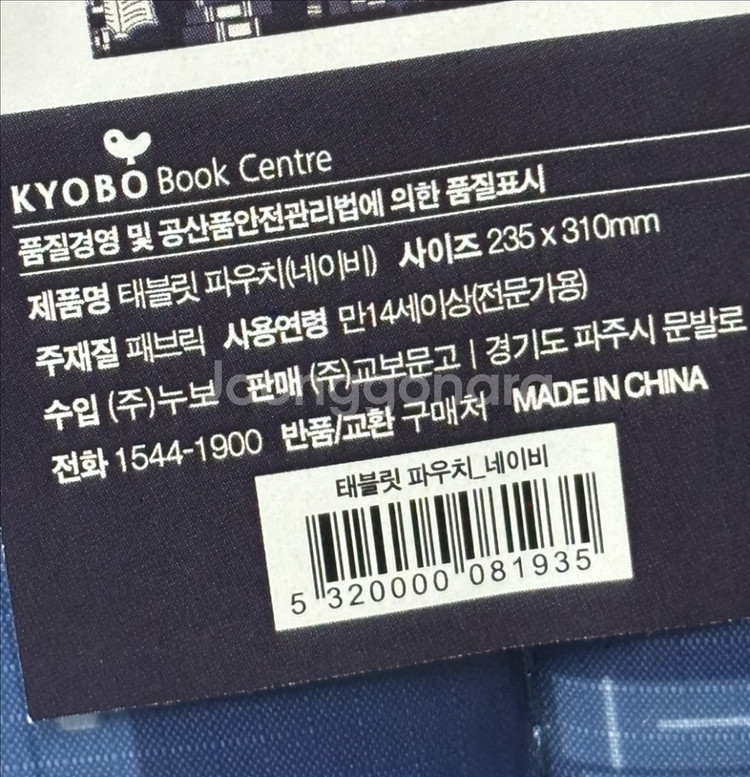 KYOBO Book Centre
품질경영 및 공산품안전관리법에 의한 품질표시
제품명 태블릿 파우치(네이비) 사이즈 235 x 310mm
주재질 패브릭 사용연령 만14세이상(전문가용)
수입 (주)누보 판매 (주)교보문고 | 경기도 파주시 문발로
전화 1544-1900 반품/교환 구매처 MADE IN CHINA
Joonggonara
태블릿 파우치_네이비
5 320000 081935